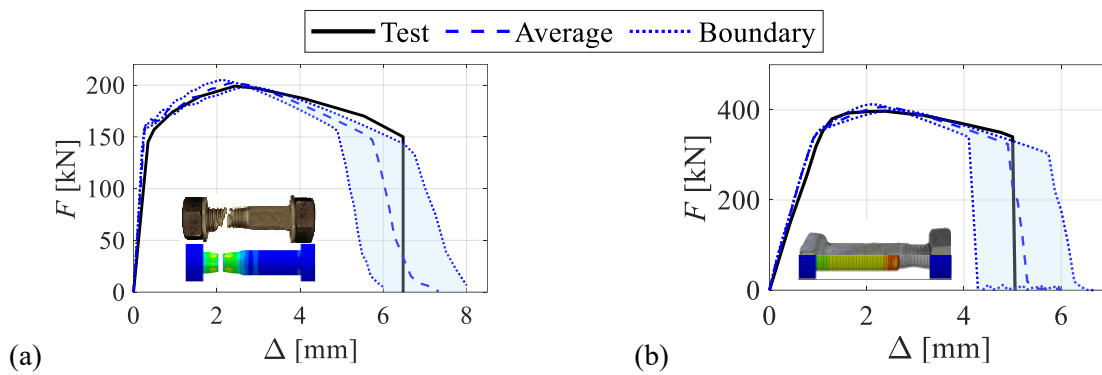 Test Average Boundary
200
150
100
50
0
F [kN]
0 2 4 6 8
Δ [mm]
(a)
400
200
0
F [kN]
0 2 4 6
Δ [mm]
(b)